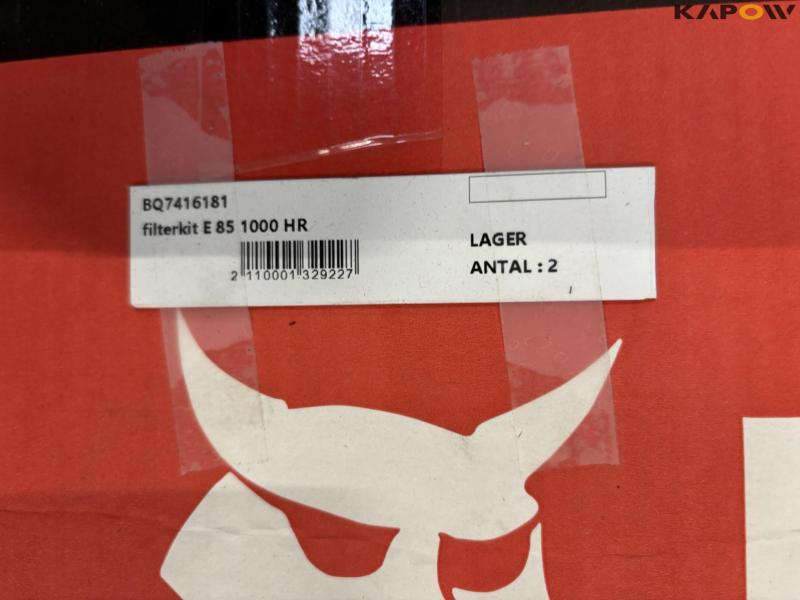 KAPOW
BQ7416181
filterkit E 85 1000 HR
2 110001 329227
LAGER
ANTAL : 2